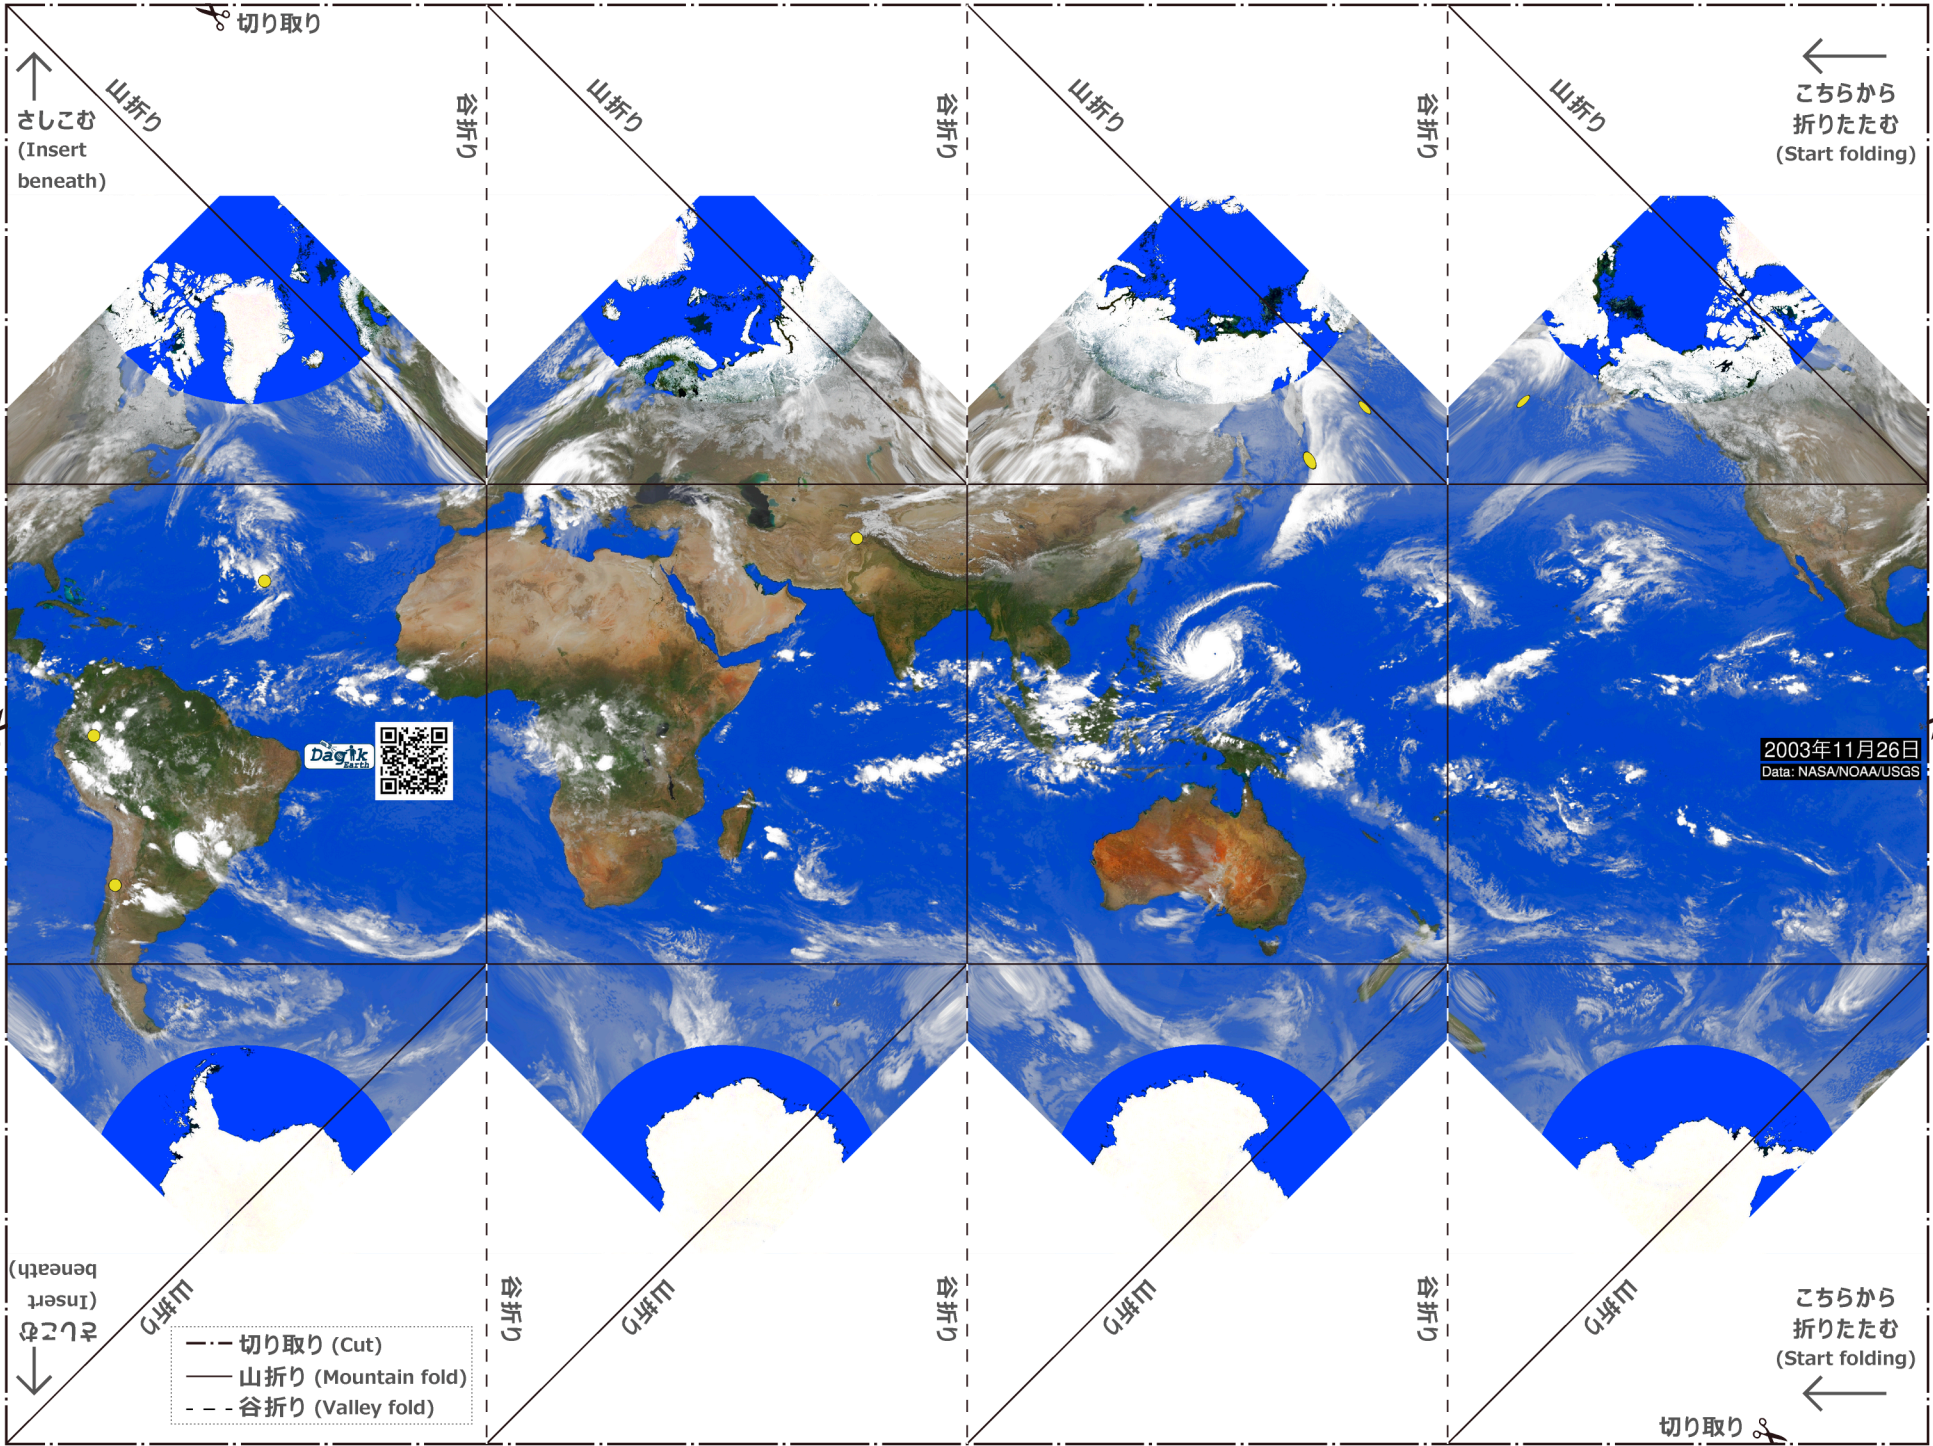 切り取り
山折り
谷折り
山折り
谷折り
山折り
谷折り
山折り
さしこむ
(Insert
beneath)
こちらから
折りたたむ
(Start folding)
Dagik
Earth
2003年11月26日
Data: NASA/NOAA/USGS
さしこむ
(Insert
beneath)
山折り
谷折り
山折り
谷折り
山折り
谷折り
山折り
こちらから
折りたたむ
(Start folding)
切り取り (Cut)
山折り (Mountain fold)
谷折り (Valley fold)
切り取り